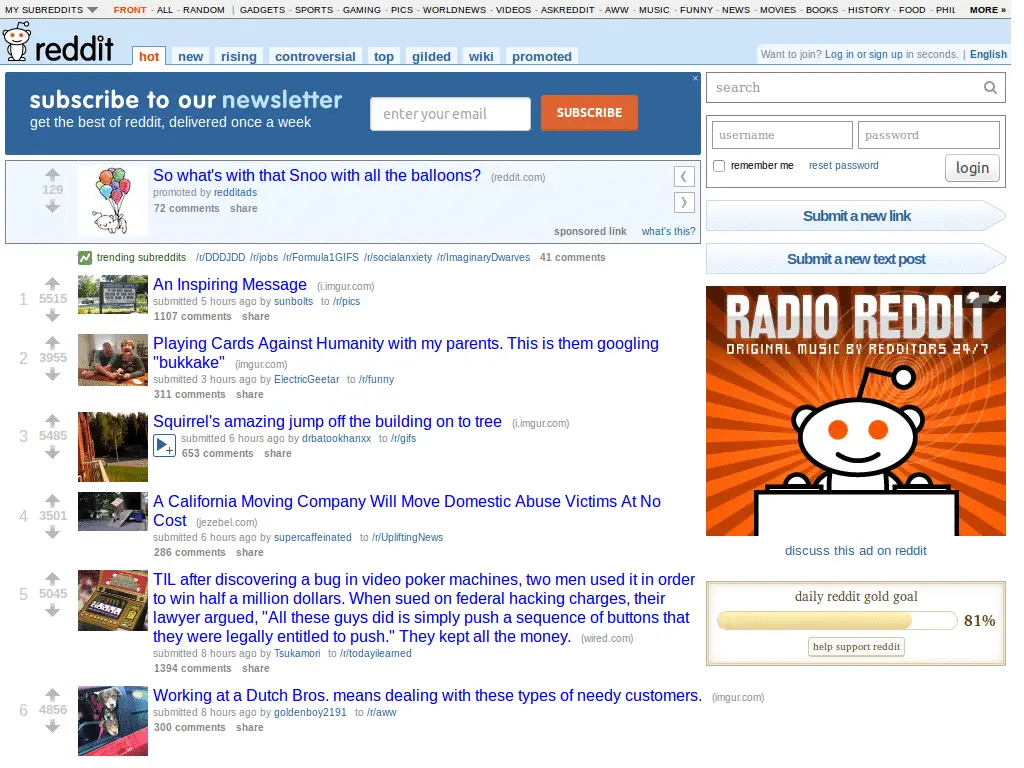 MY SUBREDDITS FRONT - ALL - RANDOM | GADGETS - SPORTS - GAMING - PICS - WORLDNEWS - VIDEOS - ASKREDDIT - AWW - MUSIC - FUNNY - NEWS - MOVIES - BOOKS - HISTORY - FOOD - PHIL MORE »
reddit hot new rising controversial top gilded wiki promoted
Want to join? Log in or sign up in seconds. | English
subscribe to our newsletter
get the best of reddit, delivered once a week
enter your email
SUBSCRIBE
×
129
So what's with that Snoo with all the balloons? (reddit.com)
promoted by redditads
72 comments share
sponsored link what's this?
trending subreddits /r/DDDJDD /r/jobs /r/Formula1GIFS /r/socialanxiety /r/ImaginaryDwarves 41 comments
1 5515
An Inspiring Message (i.imgur.com)
submitted 5 hours ago by sunbolts to /r/pics
1107 comments share
2 3955
Playing Cards Against Humanity with my parents. This is them googling
"bukkake" (imgur.com)
submitted 3 hours ago by ElectricGeetar to /r/funny
311 comments share
3 5485
Squirrel's amazing jump off the building on to tree (i.imgur.com)
submitted 6 hours ago by drbatookhanxx to /r/gifs
653 comments share
4 3501
A California Moving Company Will Move Domestic Abuse Victims At No
Cost (jezebel.com)
submitted 6 hours ago by supercaffeinated to /r/UpliftingNews
286 comments share
5 5045
TIL after discovering a bug in video poker machines, two men used it in order
to win half a million dollars. When sued on federal hacking charges, their
lawyer argued, "All these guys did is simply push a sequence of buttons that
they were legally entitled to push." They kept all the money. (wired.com)
submitted 8 hours ago by Tsukamori to /r/todayilearned
1394 comments share
6 4856
Working at a Dutch Bros. means dealing with these types of needy customers. (imgur.com)
submitted 8 hours ago by goldenboy2191 to /r/aww
300 comments share
search
username password
remember me reset password login
Submit a new link
Submit a new text post
RADIO REDDIT
ORIGINAL MUSIC BY REDDITORS 24/7
discuss this ad on reddit
daily reddit gold goal
81%
help support reddit